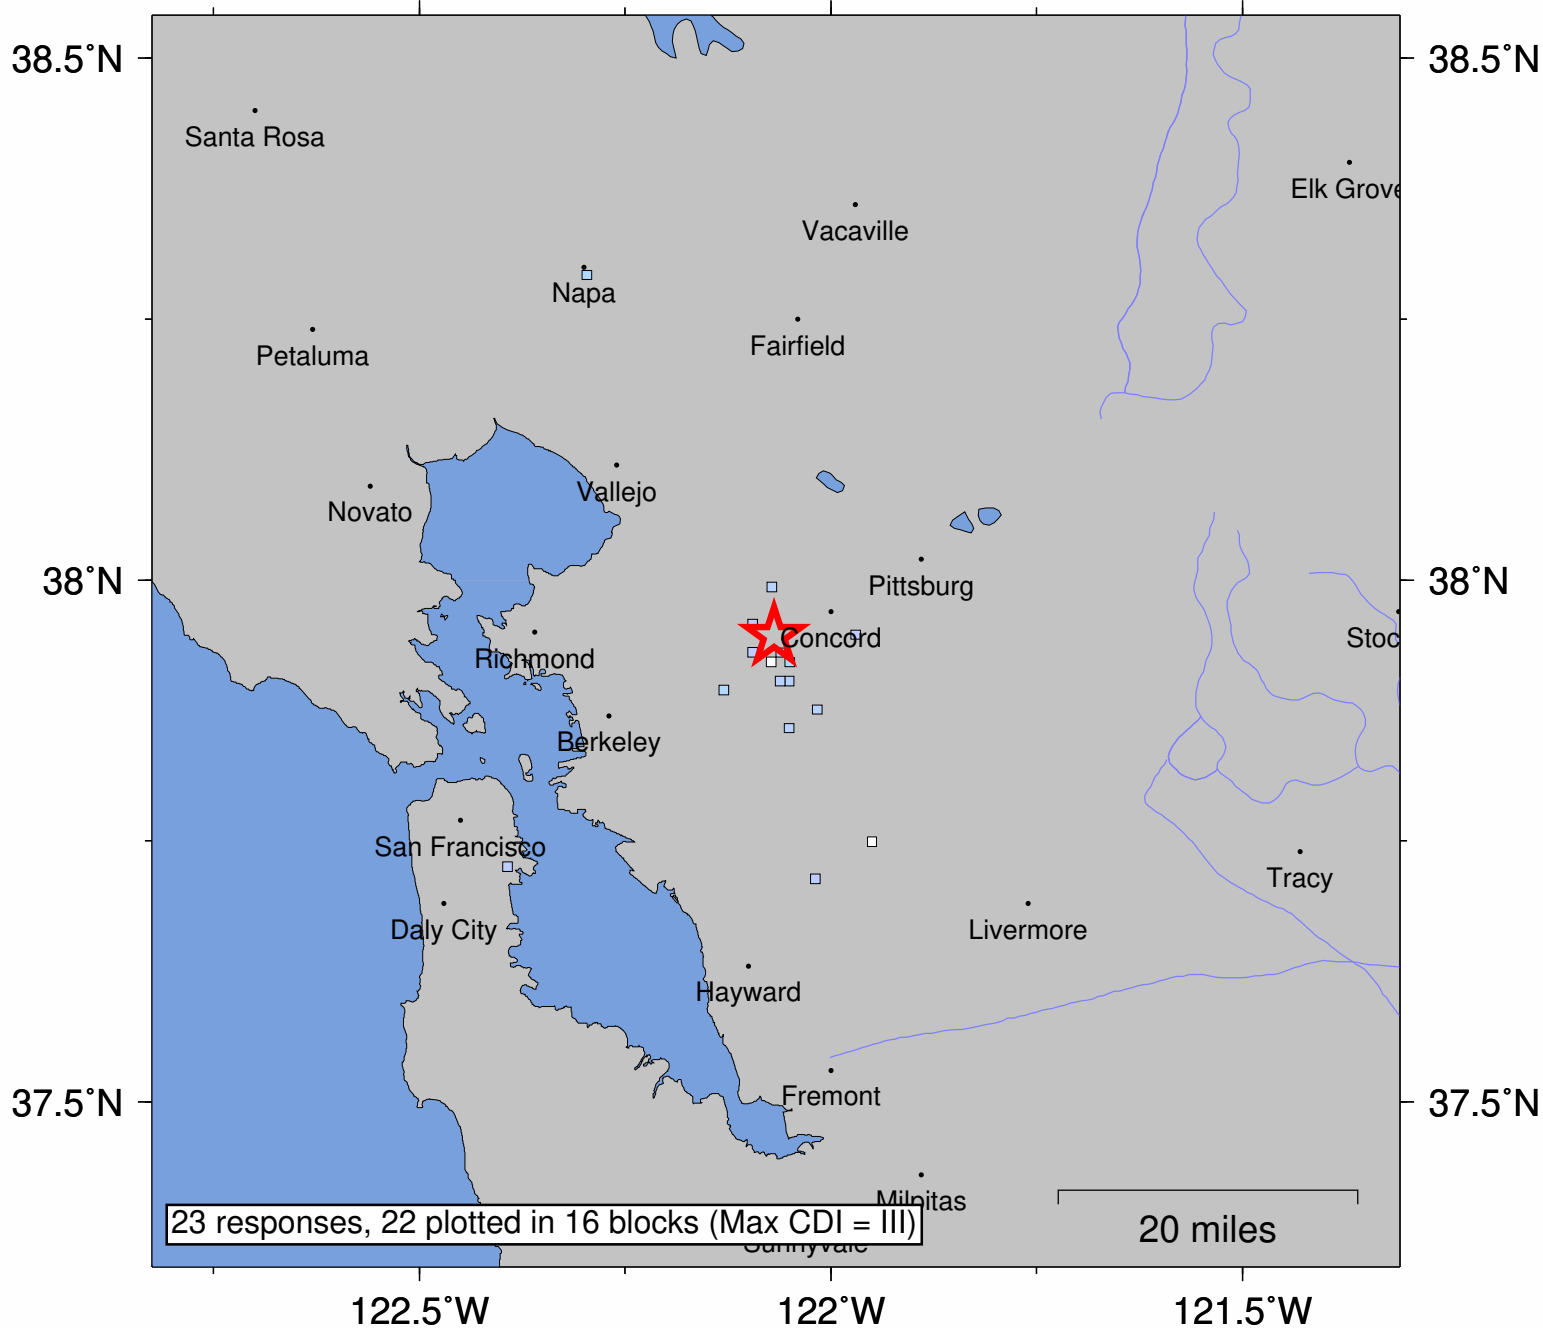 38.5°N
38.5°N
Santa Rosa
Elk Grove
Vacaville
Napa
Fairfield
Petaluma
Vallejo
Novato
38°N
38°N
Pittsburg
Concord
Stoc
Richmond
Berkeley
San Francisco
Tracy
Daly City
Livermore
Hayward
Fremont
37.5°N
37.5°N
Milpitas
23 responses, 22 plotted in 16 blocks (Max CDI = III)
20 miles
Sunnyvale
122.5°W
122°W
121.5°W